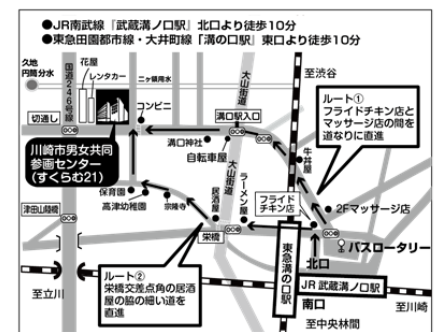 ●JR南武線『武蔵溝ノ口駅』北口より徒歩10分
●東急田園都市線・大井町線「溝の口駅」東口より徒歩10分
久地
円筒分水
国道246号線
花屋
レンタカー
二ヶ領用水
コンビニ
大山街道
至渋谷
切通し
溝口駅入口
溝口神社
自転車屋
牛丼屋
ルート①
フライドチキン店と
マッサージ店の間を
道なりに直進
川崎市男女共同
参画センター
(すくらむ21)
保育園
高津幼稚園
宗隆寺
居酒屋
大山街道
ラーメン屋
フライド
チキン店
2Fマッサージ店
津田山陸橋
栄橋
バスロータリー
北口
東急溝の口駅
JR 武蔵溝ノ口駅
南口
ルート②
栄橋交差点角の居酒
屋の脇の細い道を
直進
至立川
至川崎
至中央林間